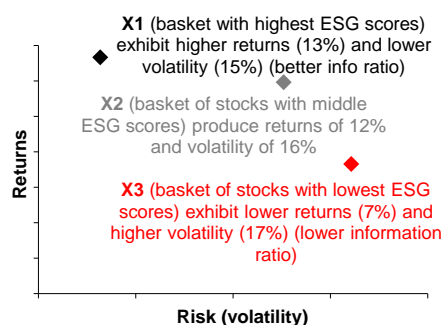 X1 (basket with highest ESG scores)
exhibit higher returns (13%) and lower
volatility (15%) (better info ratio)
X2 (basket of stocks with middle
ESG scores) produce returns of 12%
and volatility of 16%
X3 (basket of stocks with lowest ESG
scores) exhibit lower returns (7%) and
higher volatility (17%) (lower information
ratio)
Returns
Risk (volatility)